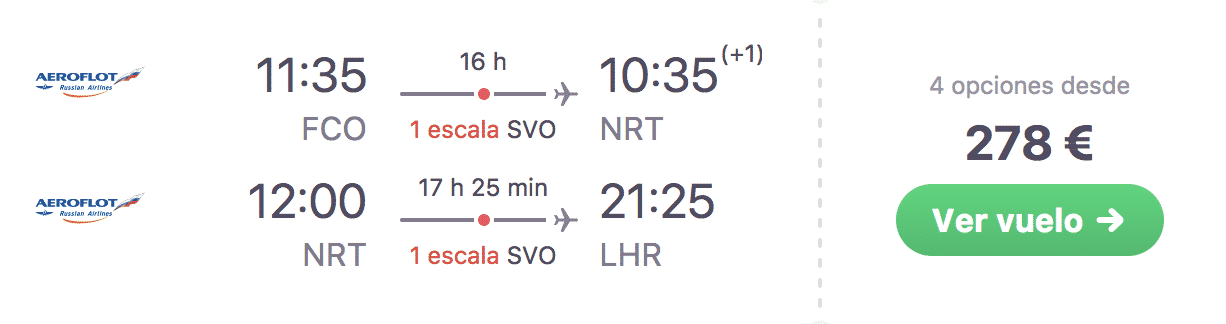 AEROFLOT
Russian Airlines
11:35
16 h
10:35 (+1)
FCO
1 escala SVO
NRT
AEROFLOT
Russian Airlines
12:00
17 h 25 min
21:25
NRT
1 escala SVO
LHR
4 opciones desde
278 €
Ver vuelo →